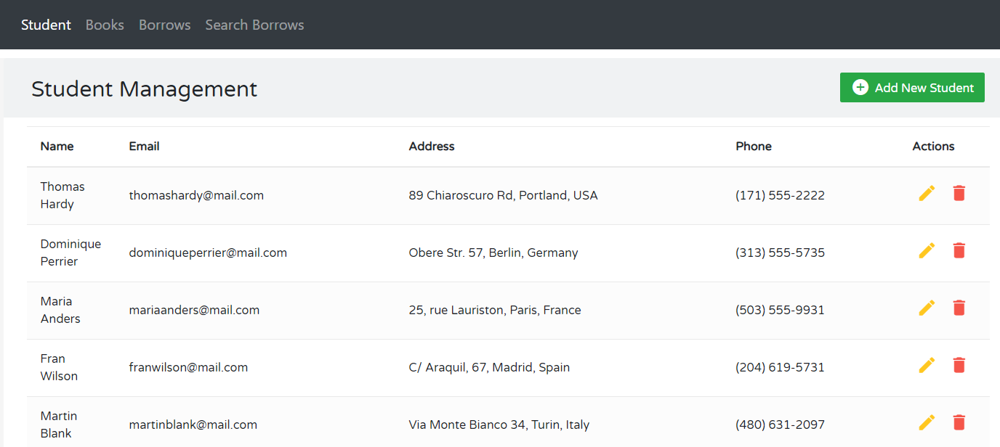 Student Books Borrows Search Borrows
Student Management
Add New Student
Name Email Address Phone Actions
Thomas
Hardy
thomashardy@mail.com 89 Chiaroscuro Rd, Portland, USA (171) 555-2222
Dominique
Perrier
dominiqueperrier@mail.com Obere Str. 57, Berlin, Germany (313) 555-5735
Maria
Anders
mariaanders@mail.com 25, rue Lauriston, Paris, France (503) 555-9931
Fran
Wilson
franwilson@mail.com C/ Araquil, 67, Madrid, Spain (204) 619-5731
Martin
Blank
martinblank@mail.com Via Monte Bianco 34, Turin, Italy (480) 631-2097